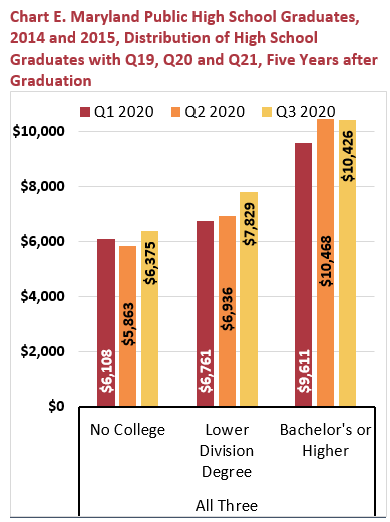 Chart E. Maryland Public High School Graduates,
2014 and 2015, Distribution of High School
Graduates with Q19, Q20 and Q21, Five Years after
Graduation
Q1 2020 Q2 2020 Q3 2020
$10,000
$8,000
$6,000
$4,000
$2,000
$0
$6,108
$5,863
$6,375
$6,761
$6,936
$7,829
$9,611
$10,468
$10,426
No College
Lower
Division
Degree
Bachelor's or
Higher
All Three